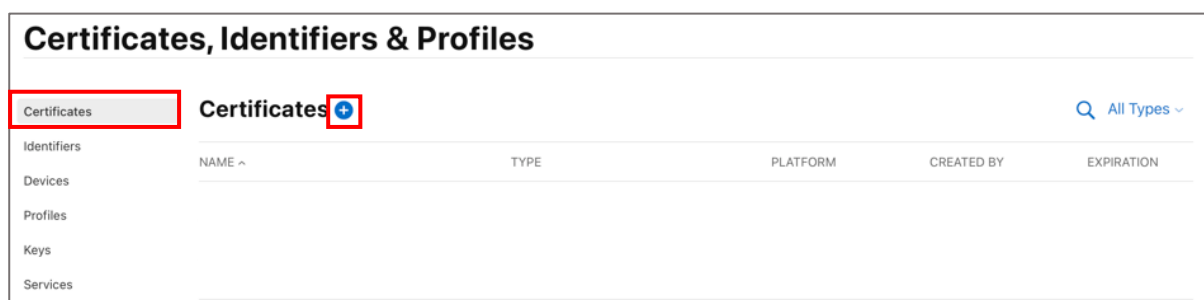 Certificates, Identifiers & Profiles
Certificates
Identifiers
Devices
Profiles
Keys
Services
Certificates
All Types
NAME
TYPE
PLATFORM
CREATED BY
EXPIRATION